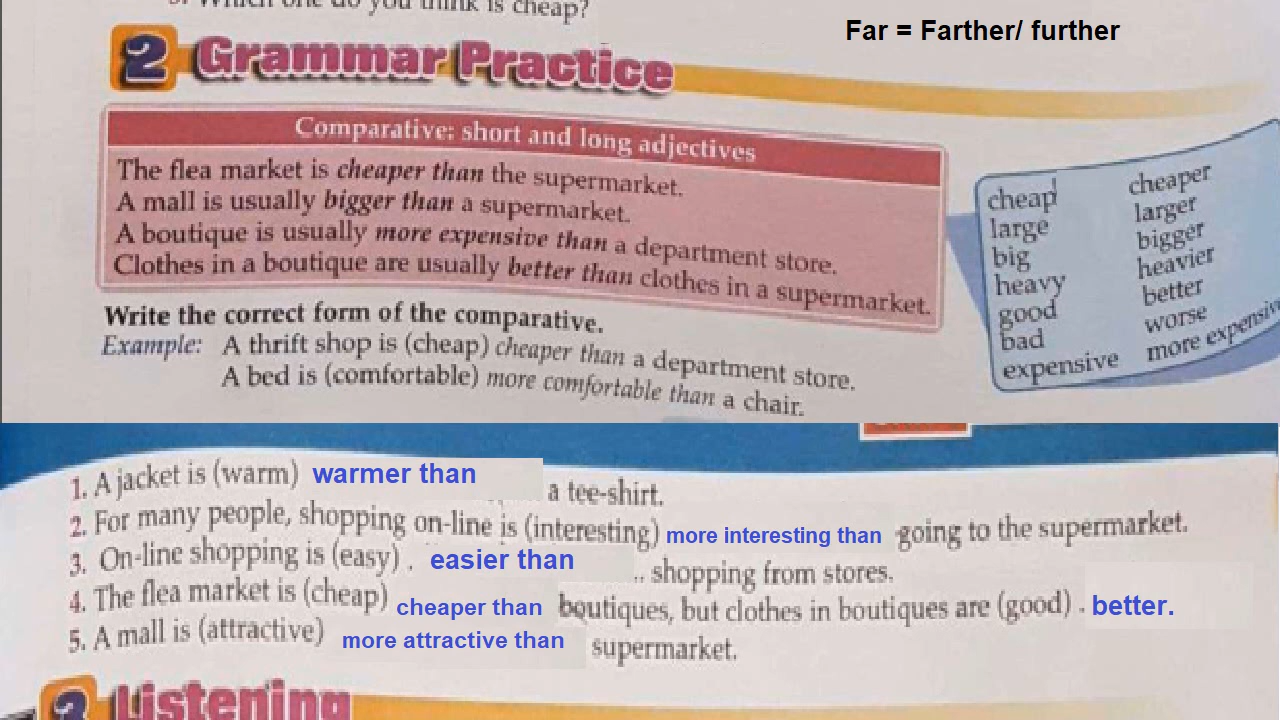 Which one do you think is cheap?
Far = Farther/ further
2 Grammar Practice
Comparative: short and long adjectives
The flea market is cheaper than the supermarket.
A mall is usually bigger than a supermarket.
A boutique is usually more expensive than a department store.
Clothes in a boutique are usually better than clothes in a supermarket.
cheap cheaper
large larger
big bigger
heavy heavier
good better
bad worse
expensive more expensiv
Write the correct form of the comparative.
Example: A thrift shop is (cheap) cheaper than a department store.
A bed is (comfortable) more comfortable than a chair.
1. A jacket is (warm) warmer than a tee-shirt.
2. For many people, shopping on-line is (interesting) more interesting than going to the supermarket.
3. On-line shopping is (easy) . easier than .. shopping from stores.
4. The flea market is (cheap) cheaper than boutiques, but clothes in boutiques are (good) . better.
5. A mall is (attractive) more attractive than supermarket.
3 Listening